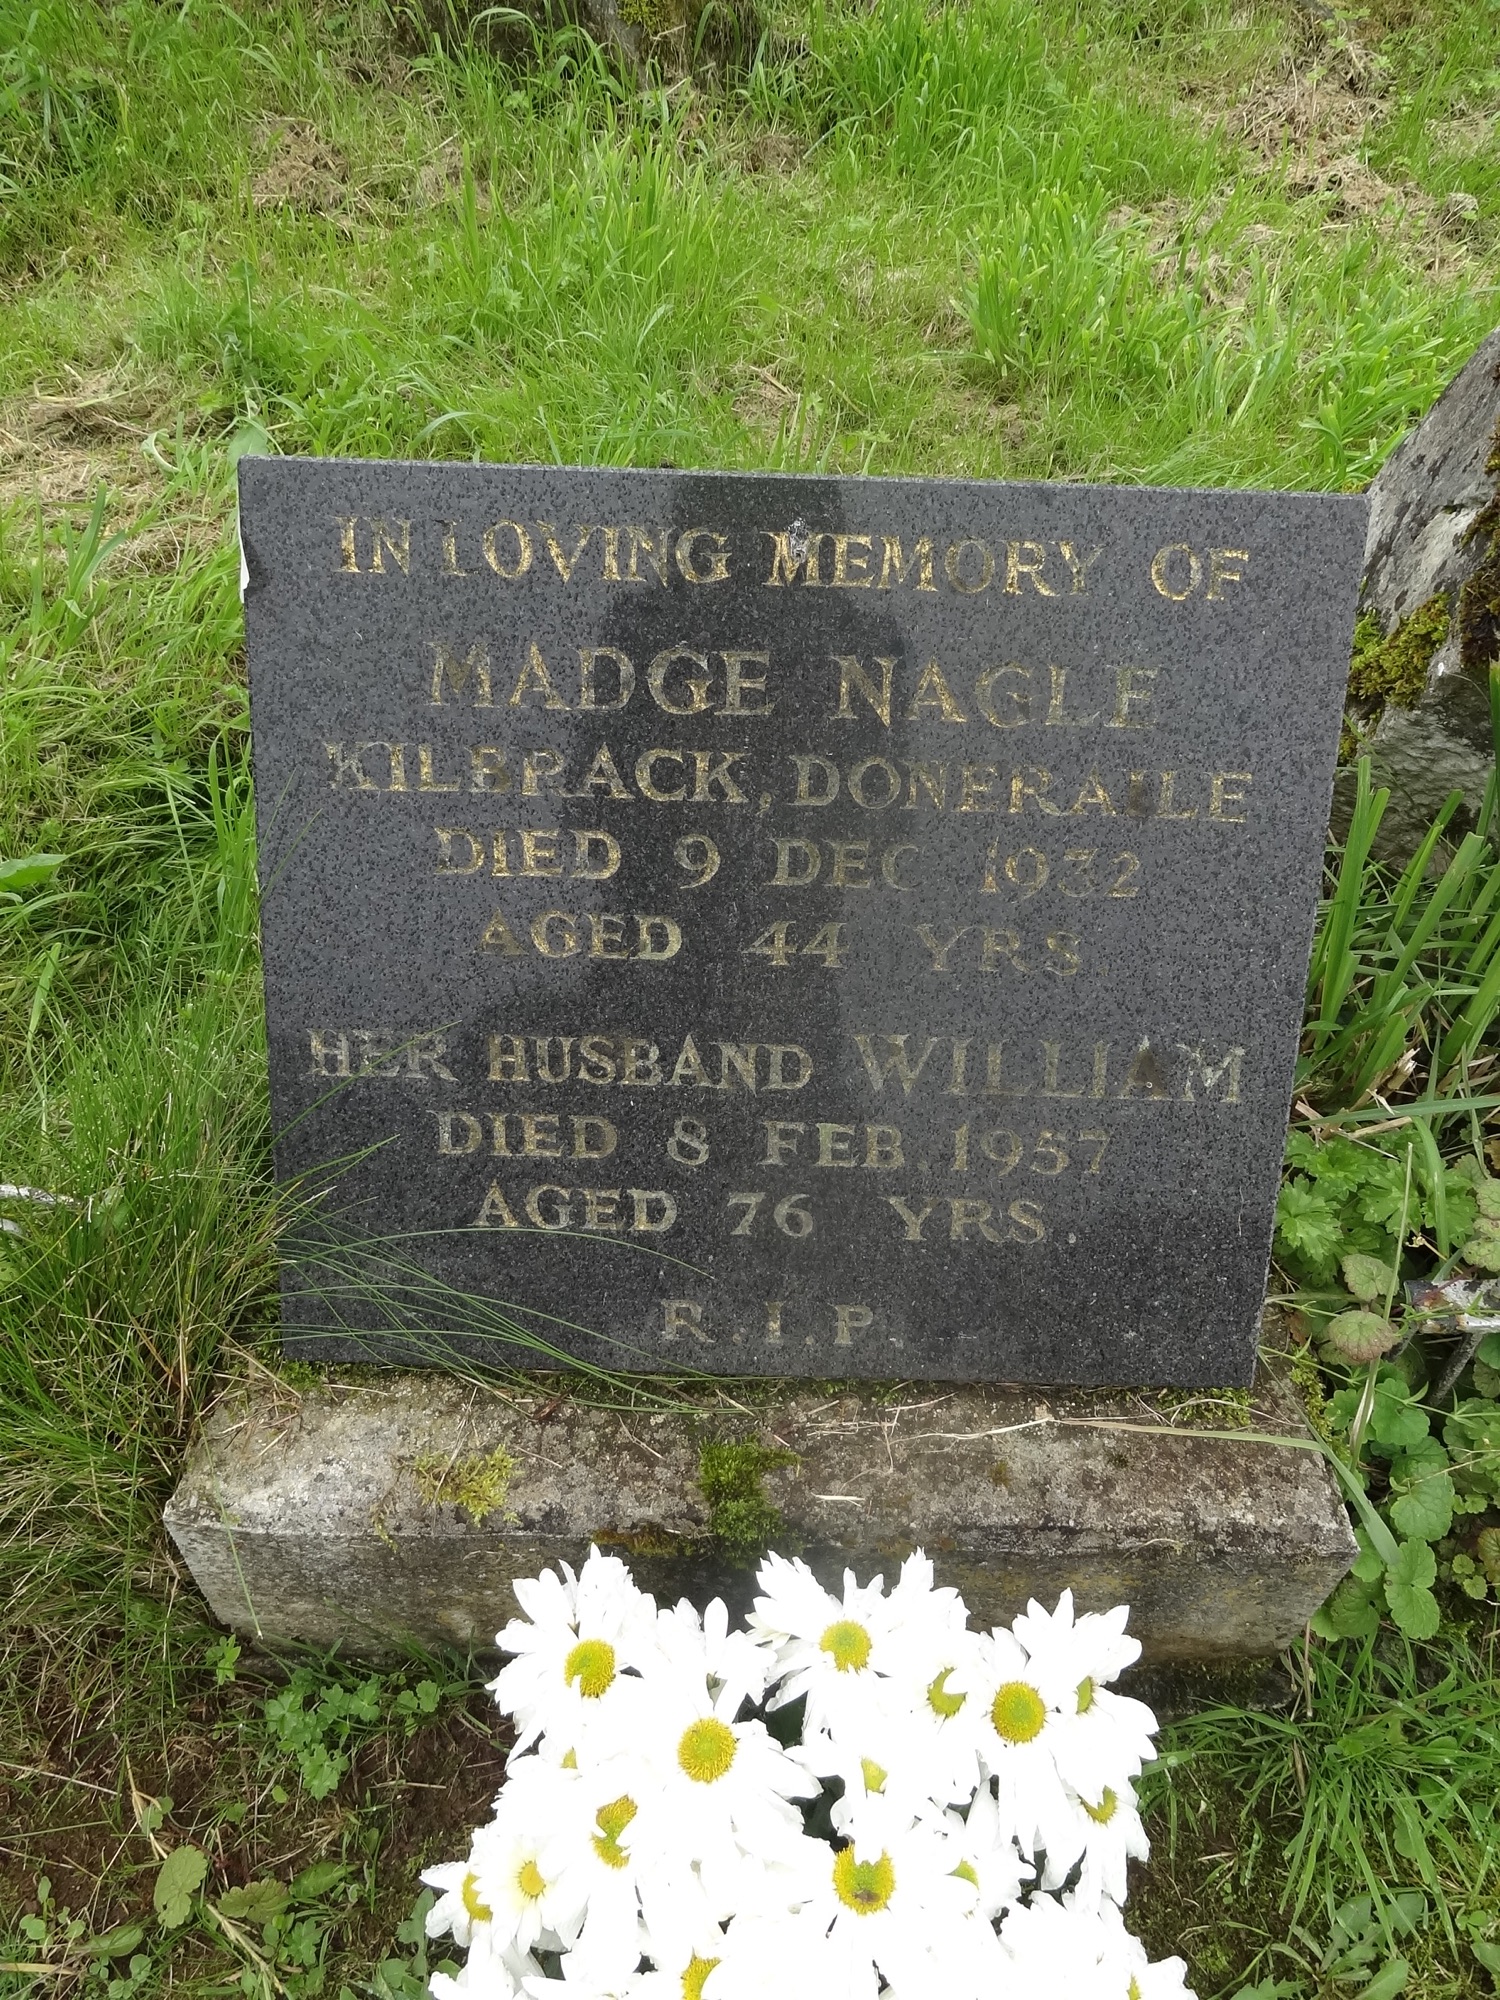 IN LOVING MEMORY OF
MADGE NAGLE
KILBRACK, DONERAILE
DIED 9 DEC 1932
AGED 44 YRS.
HER HUSBAND WILLIAM
DIED 8 FEB. 1957
AGED 76 YRS.
R.I.P.